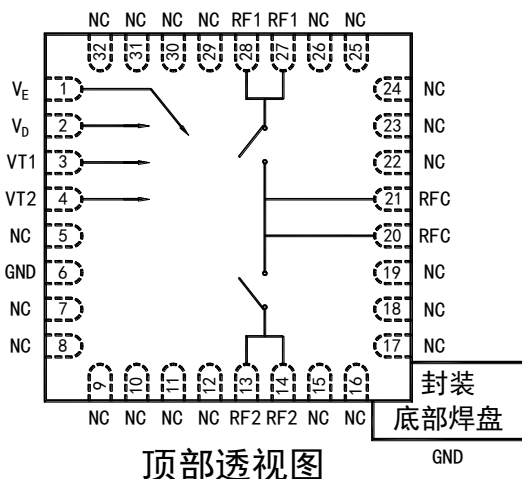 NC NC NC NC RF1 RF1 NC NC
32 31 30 29 28 27 26 25
VE 1 24 NC
VD 2 23 NC
VT1 3 22 NC
VT2 4 21 RFC
NC 5 20 RFC
GND 6 19 NC
NC 7 18 NC
NC 8 17 NC
9 10 11 12 13 14 15 16
NC NC NC NC RF2 RF2 NC NC
封装
底部焊盘
GND
顶部透视图